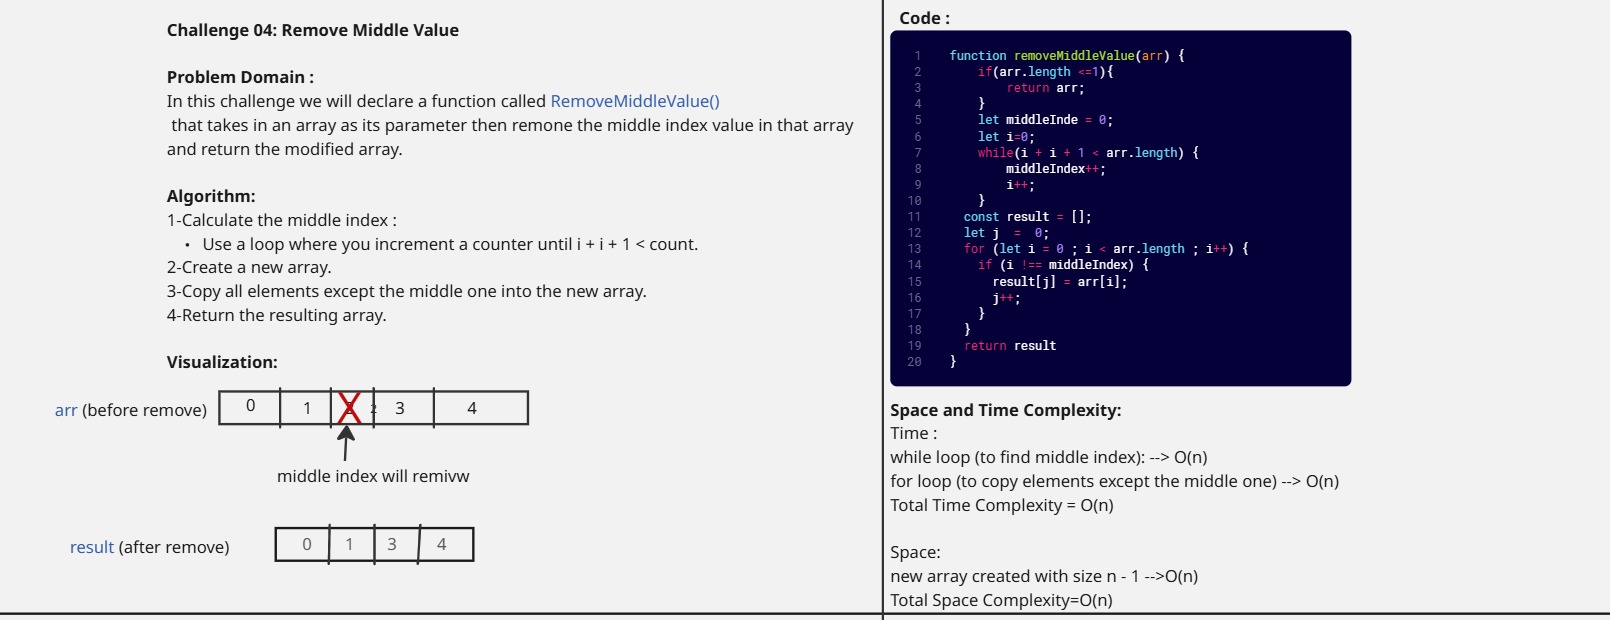 Challenge 04: Remove Middle Value
Problem Domain :
In this challenge we will declare a function called RemoveMiddleValue()
that takes in an array as its parameter then remone the middle index value in that array
and return the modified array.
Algorithm:
1-Calculate the middle index :
• Use a loop where you increment a counter until i + i + 1 < count.
2-Create a new array.
3-Copy all elements except the middle one into the new array.
4-Return the resulting array.
Visualization:
arr (before remove) 0 1 2 3 4
middle index will remivw
result (after remove) 0 1 3 4
Code :
1 function removeMiddleValue(arr) {
2 if(arr.length <=1){
3 return arr;
4 }
5 let middleInde = 0;
6 let i=0;
7 while(i + i + 1 < arr.length) {
8 middleIndex++;
9 i++;
10 }
11 const result = [];
12 let j = 0;
13 for (let i = 0 ; i < arr.length ; i++) {
14 if (i !== middleIndex) {
15 result[j] = arr[i];
16 j++;
17 }
18 }
19 return result
20 }
Space and Time Complexity:
Time :
while loop (to find middle index): --> O(n)
for loop (to copy elements except the middle one) --> O(n)
Total Time Complexity = O(n)
Space:
new array created with size n - 1 -->O(n)
Total Space Complexity=O(n)